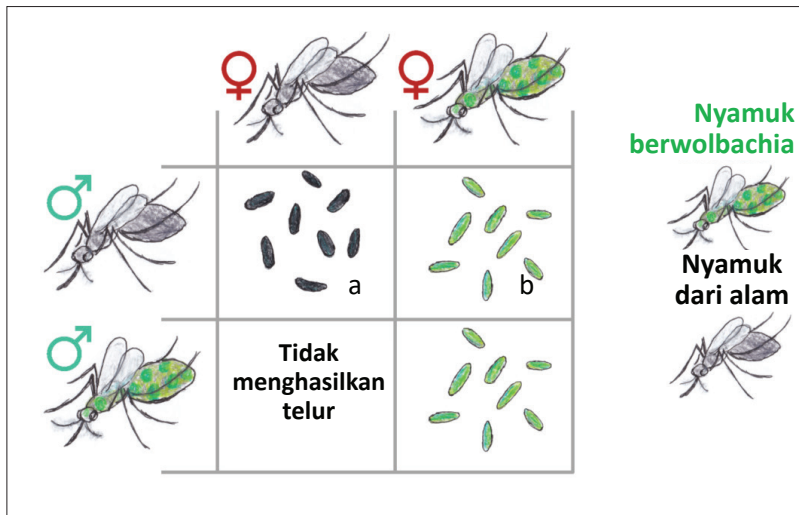 Nyamuk
berwolbachia
a
b
Nyamuk
dari alam
Tidak
menghasilkan
telur